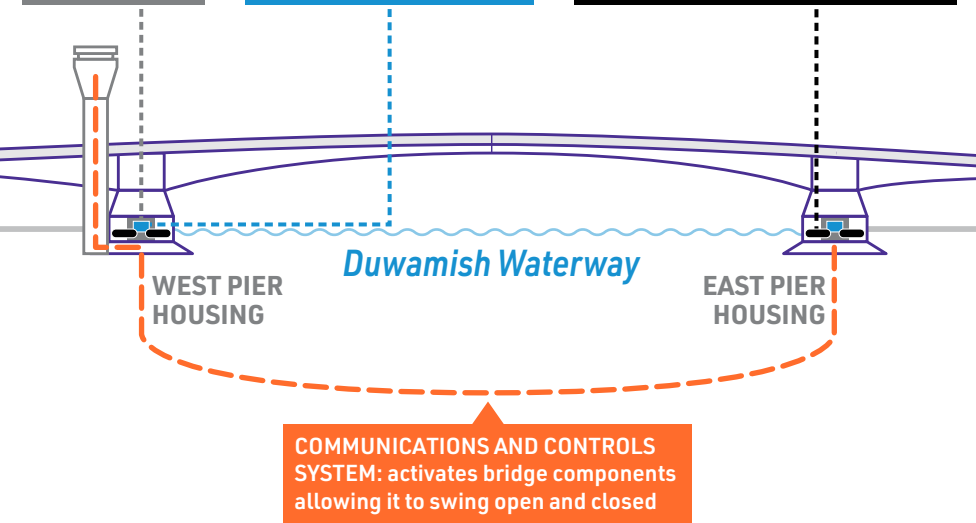 Duwamish Waterway
WEST PIER
HOUSING
EAST PIER
HOUSING
COMMUNICATIONS AND CONTROLS
SYSTEM: activates bridge components
allowing it to swing open and closed